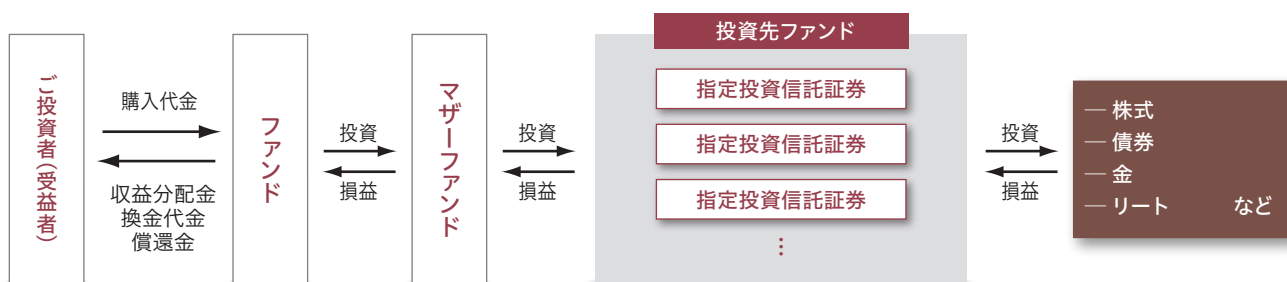 ご投資者(受益者)
購入代金
収益分配金
換金代金
償還金
ファンド
投資
損益
マザーファンド
投資
損益
投資先ファンド
指定投資信託証券
指定投資信託証券
指定投資信託証券
⋮
投資
損益
― 株式
― 債券
― 金
― リート など